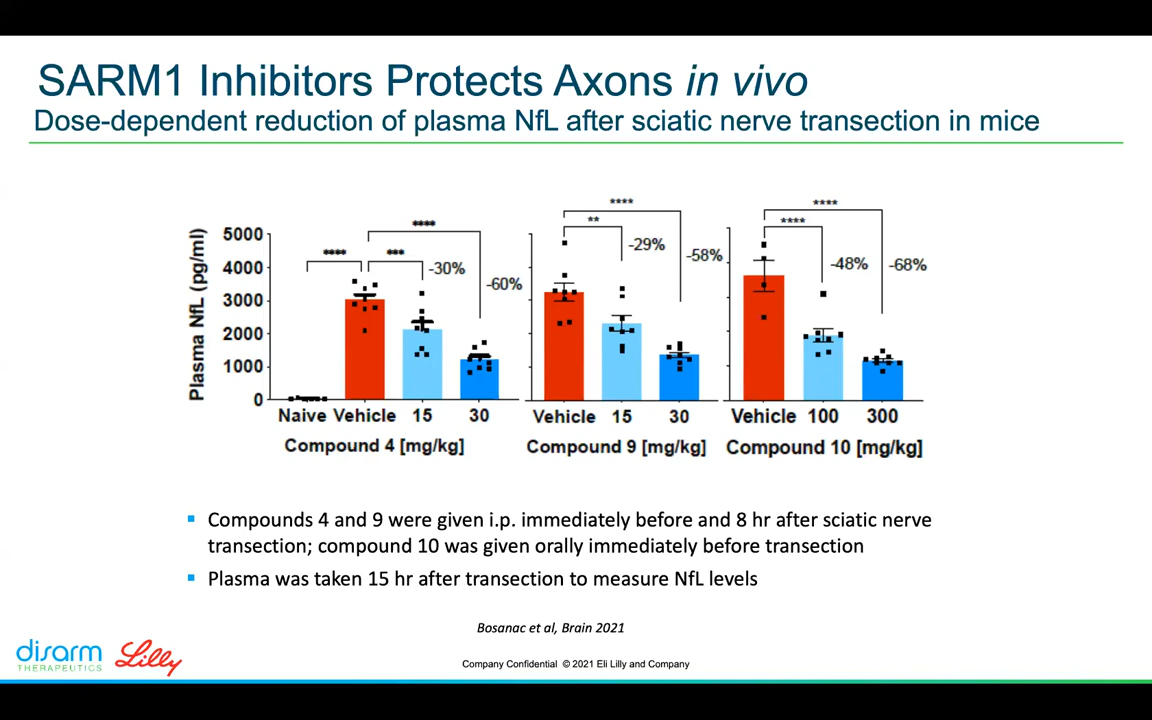 SARM1 Inhibitors Protects Axons in vivo
Dose-dependent reduction of plasma NfL after sciatic nerve transection in mice
Plasma NfL (pg/ml)
5000
4000
3000
2000
1000
0
**** *** ****
-30%
-60%
Naive Vehicle 15 30
Compound 4 [mg/kg]
** ****
-29%
-58%
Vehicle 15 30
Compound 9 [mg/kg]
**** ****
-48%
-68%
Vehicle 100 300
Compound 10 [mg/kg]
▪ Compounds 4 and 9 were given i.p. immediately before and 8 hr after sciatic nerve
transection; compound 10 was given orally immediately before transection
▪ Plasma was taken 15 hr after transection to measure NfL levels
Bosanac et al, Brain 2021
disarm
THERAPEUTICS
Lilly
Company Confidential © 2021 Eli Lilly and Company